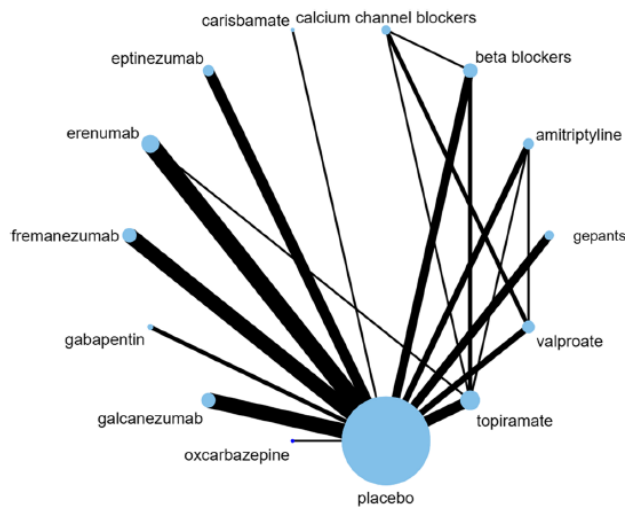 carisbamate calcium channel blockers
eptinezumab
beta blockers
erenumab
amitriptyline
fremanezumab
gepants
gabapentin
valproate
galcanezumab
topiramate
oxcarbazepine
placebo